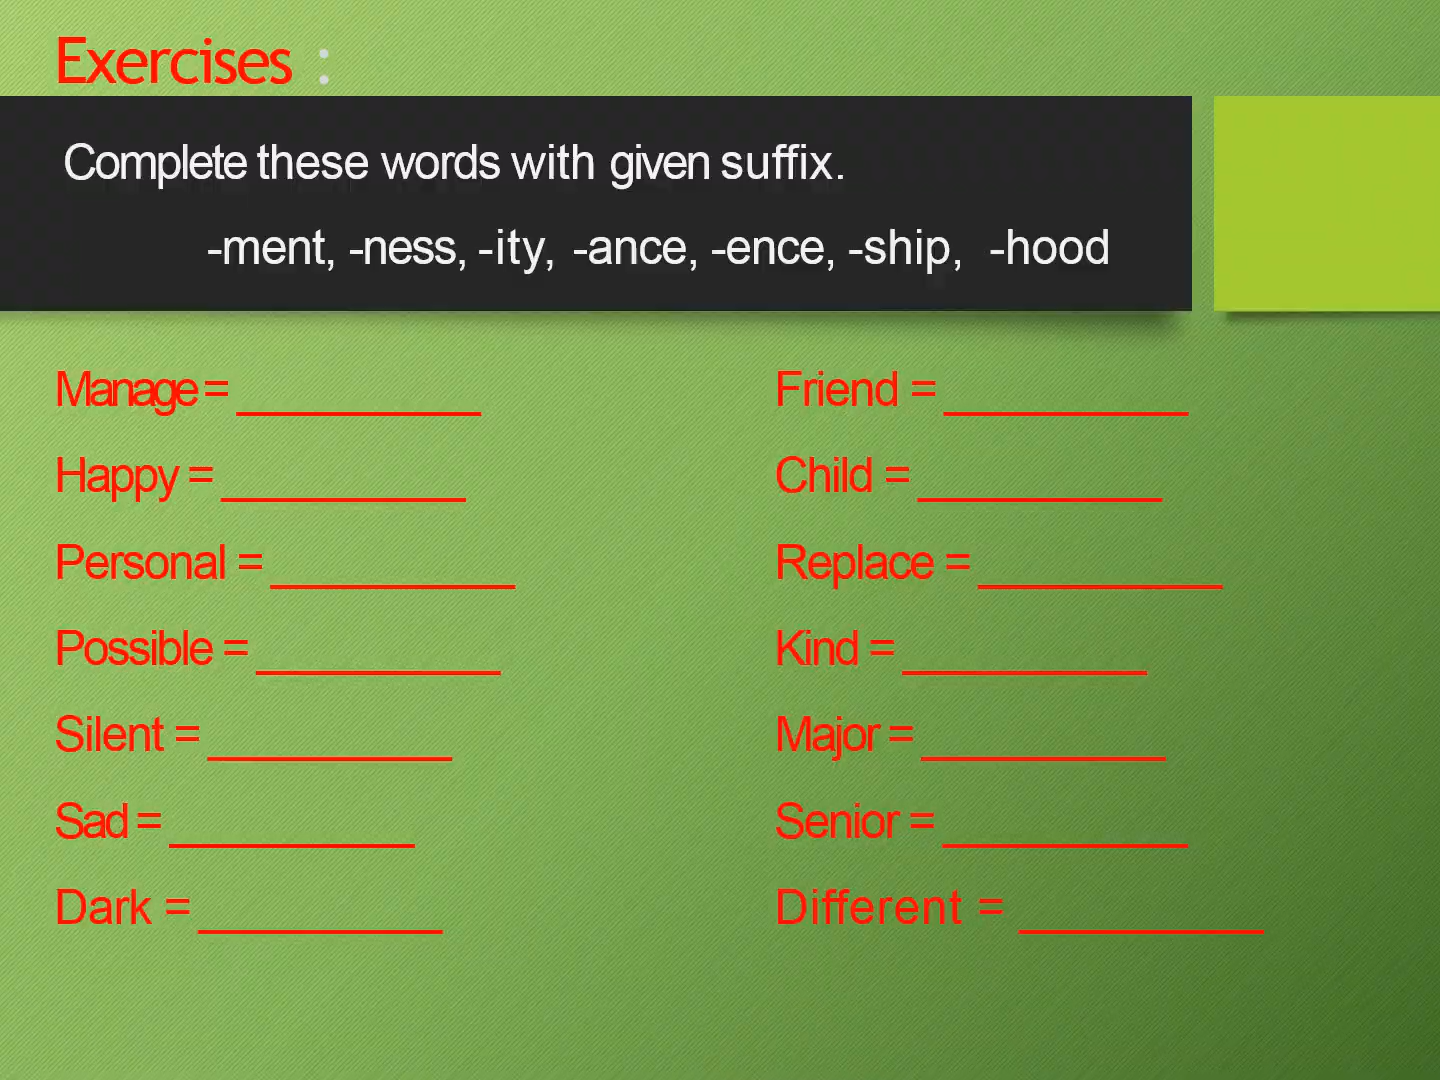 Exercises :
Complete these words with given suffix.
-ment, -ness, -ity, -ance, -ence, -ship, -hood
Manage = __________
Happy = __________
Personal = __________
Possible = __________
Silent = __________
Sad = __________
Dark = __________
Friend = __________
Child = __________
Replace = __________
Kind = __________
Major = __________
Senior = __________
Different = __________